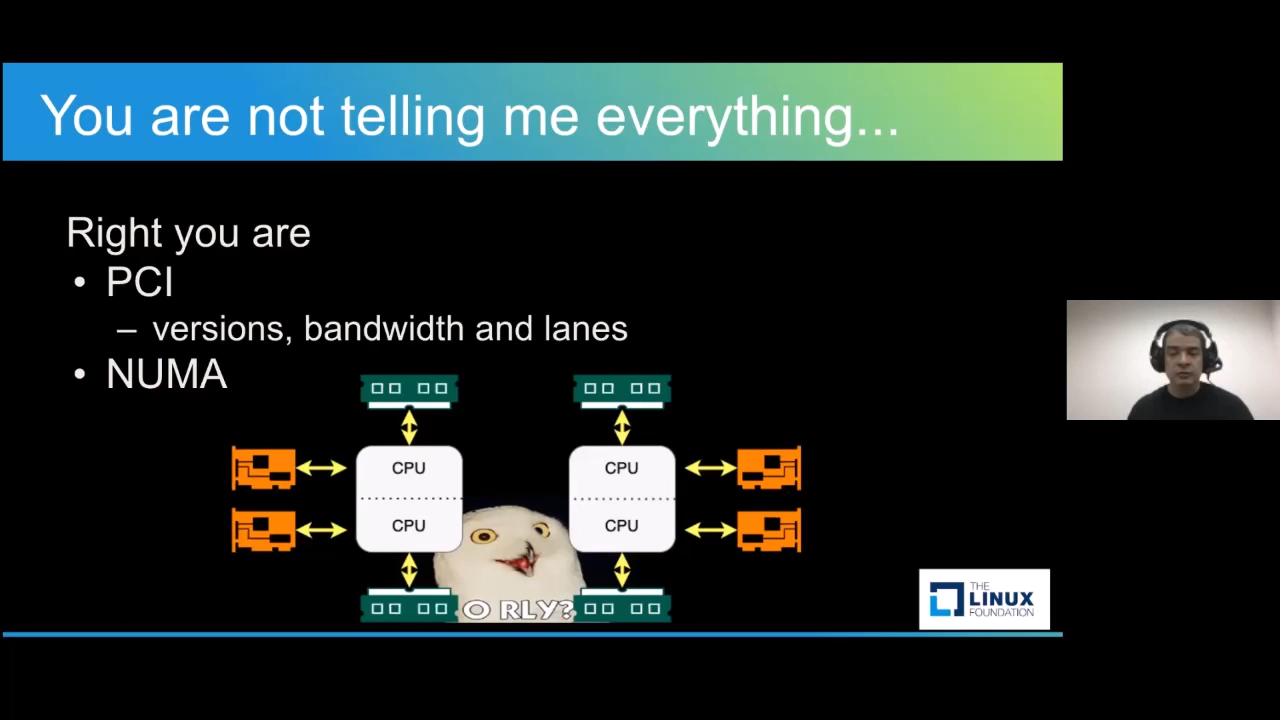 You are not telling me everything...
Right you are
• PCI
– versions, bandwidth and lanes
• NUMA
CPU
CPU
CPU
CPU
O RLY?
THE
LINUX
FOUNDATION